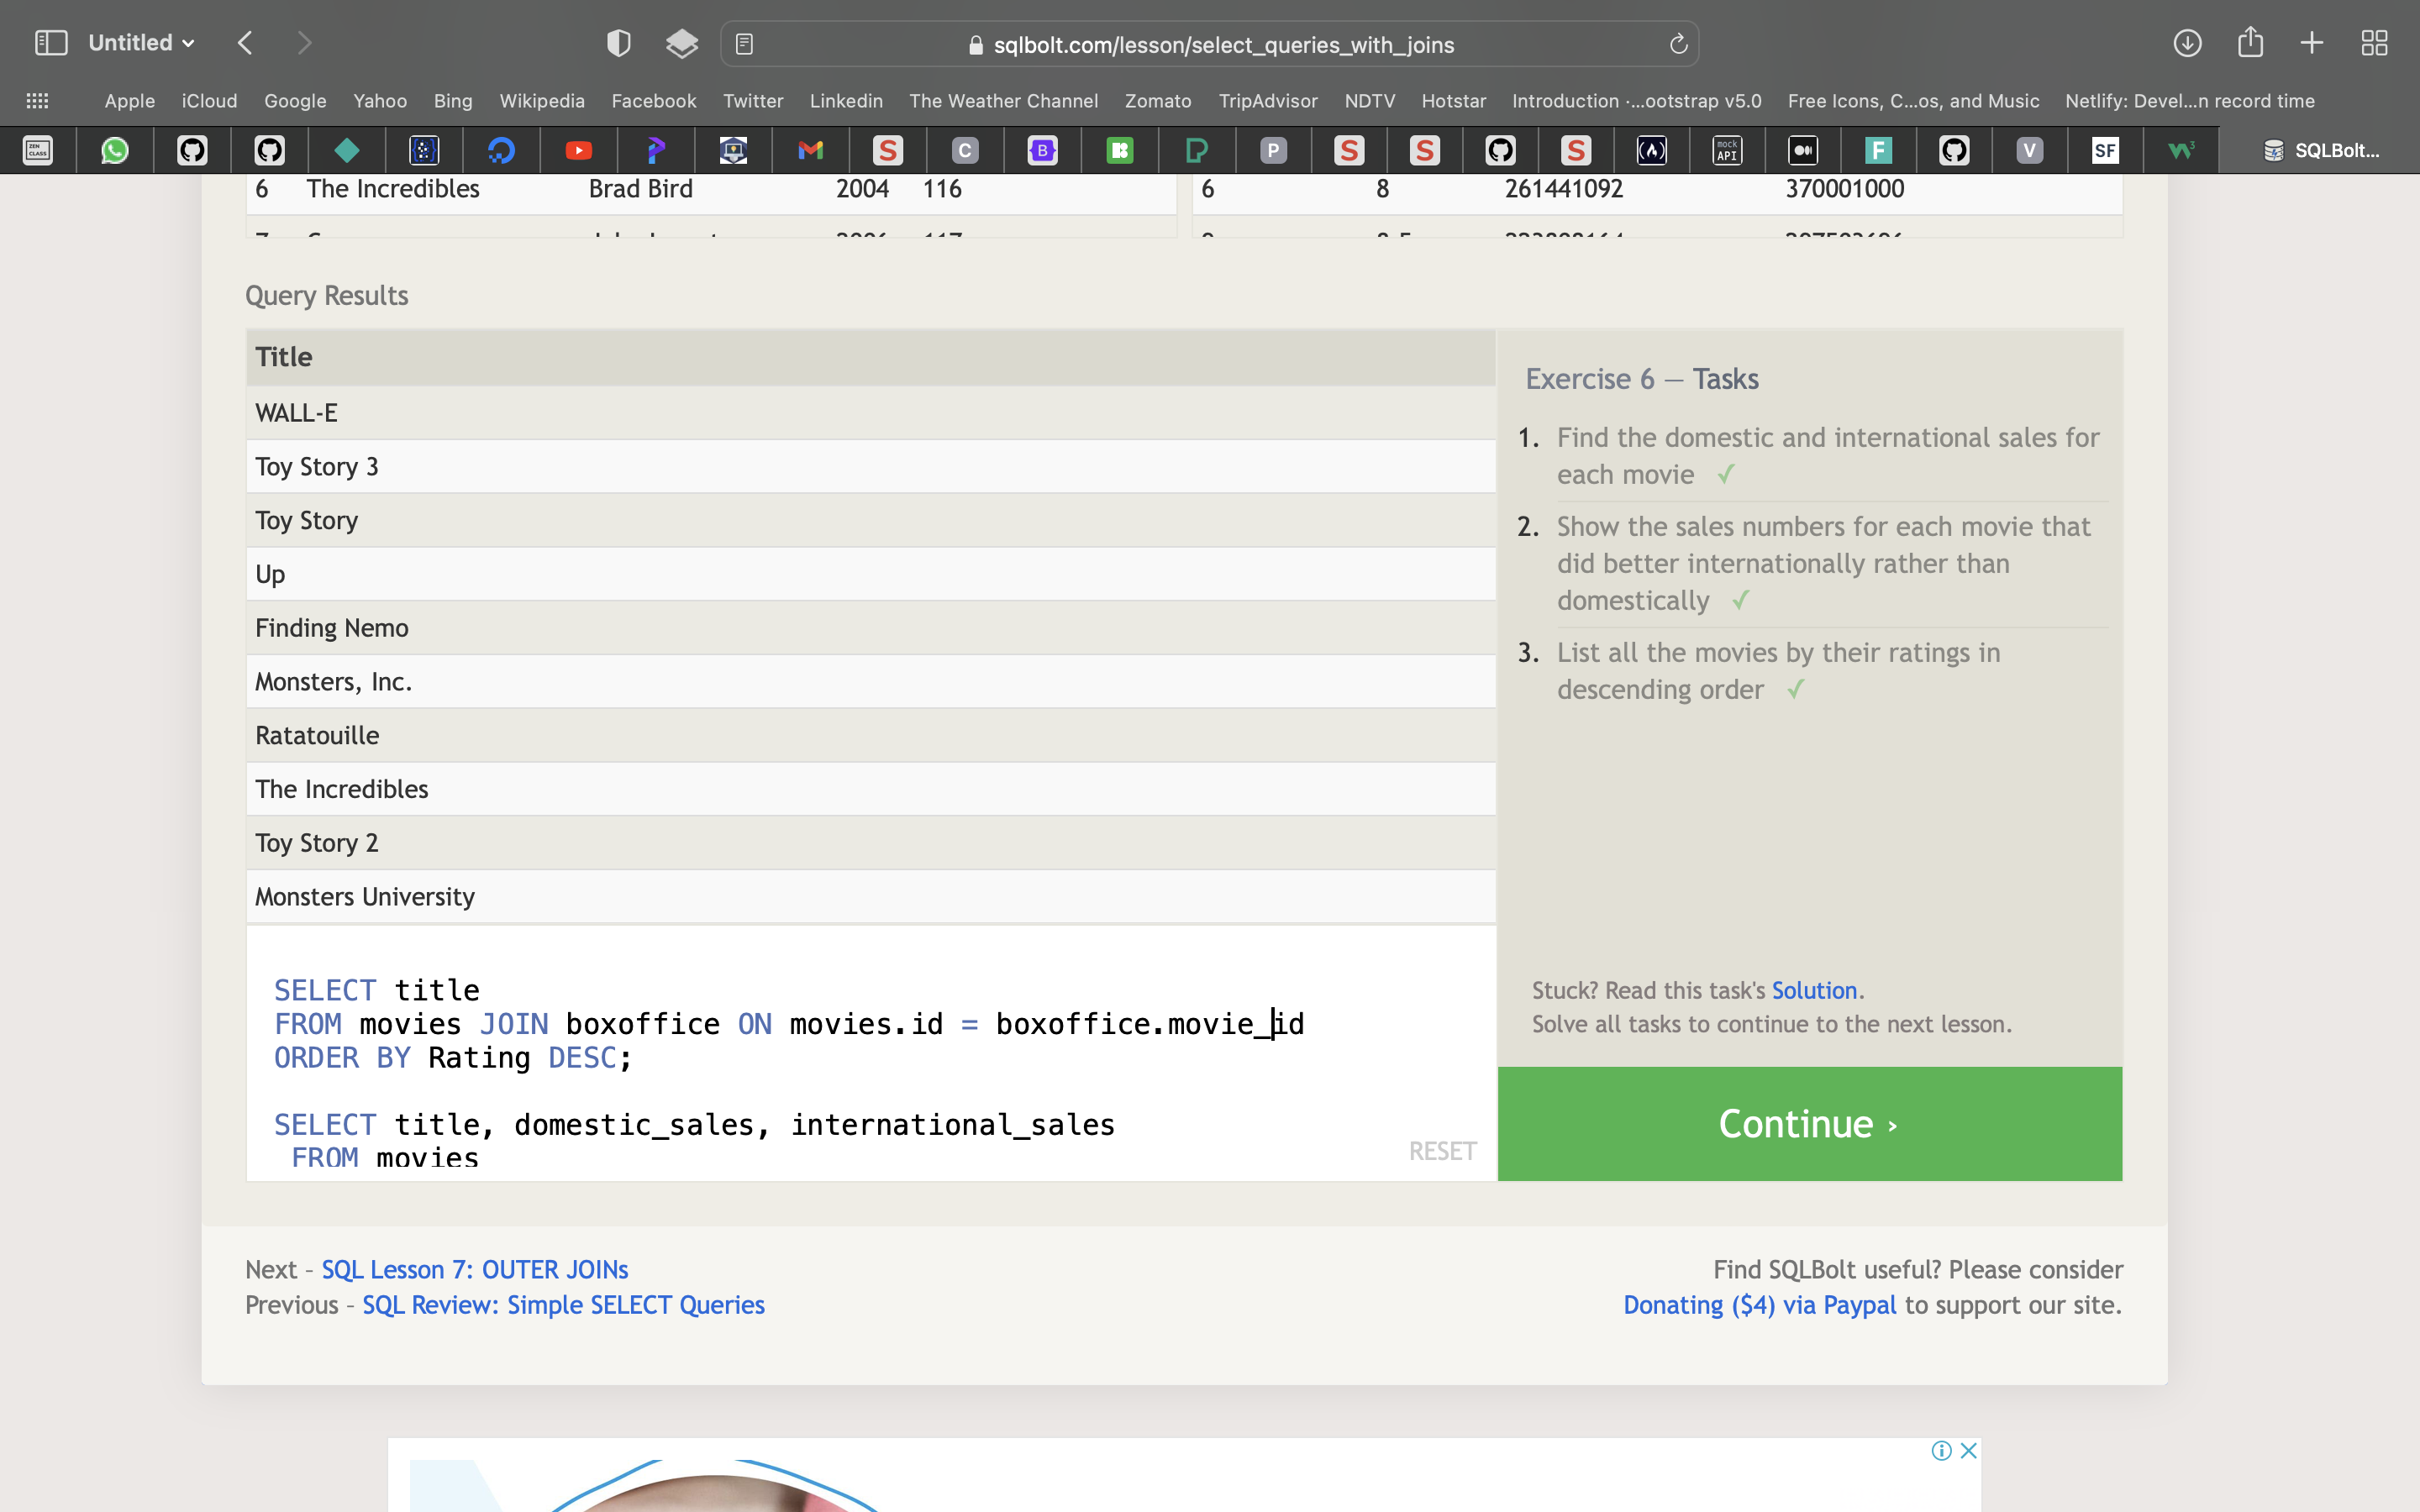 Untitled
sqlbolt.com/lesson/select_queries_with_joins
Apple iCloud Google Yahoo Bing Wikipedia Facebook Twitter Linkedin The Weather Channel Zomato TripAdvisor NDTV Hotstar Introduction ·...ootstrap v5.0 Free Icons, C...os, and Music Netlify: Devel...n record time
ZEN CLASS S C B P S S S mock API F V SF SQLBolt...
6 The Incredibles Brad Bird 2004 116
6 8 261441092 370001000
Query Results
Title
WALL-E
Toy Story 3
Toy Story
Up
Finding Nemo
Monsters, Inc.
Ratatouille
The Incredibles
Toy Story 2
Monsters University
SELECT title
FROM movies JOIN boxoffice ON movies.id = boxoffice.movie_id
ORDER BY Rating DESC;
SELECT title, domestic_sales, international_sales
FROM movies
RESET
Exercise 6 — Tasks
1. Find the domestic and international sales for
each movie ✓
2. Show the sales numbers for each movie that
did better internationally rather than
domestically ✓
3. List all the movies by their ratings in
descending order ✓
Stuck? Read this task's Solution.
Solve all tasks to continue to the next lesson.
Continue ›
Next – SQL Lesson 7: OUTER JOINs
Previous – SQL Review: Simple SELECT Queries
Find SQLBolt useful? Please consider
Donating ($4) via Paypal to support our site.